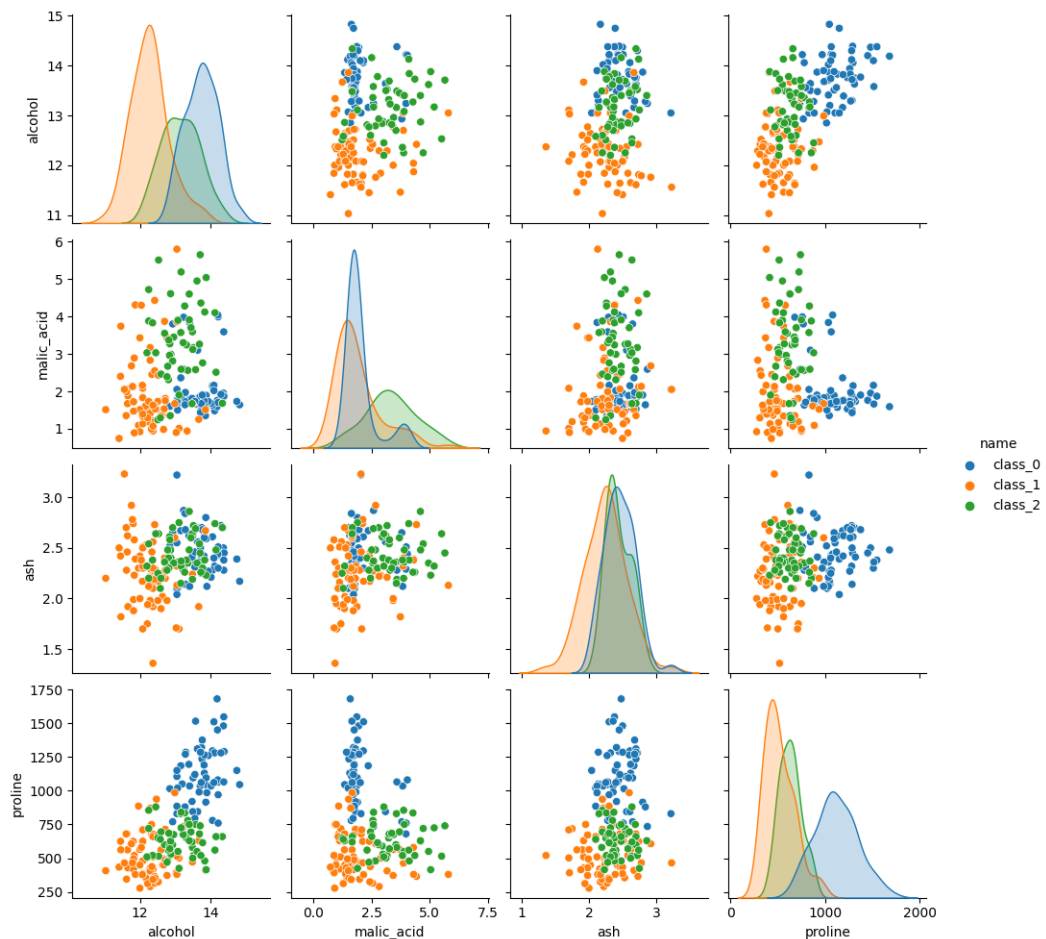 15
14
13
12
11
alcohol
6
5
4
3
2
1
malic_acid
3.0
2.5
2.0
1.5
ash
name
class_0
class_1
class_2
1750
1500
1250
1000
750
500
250
proline
12 14
0.0 2.5 5.0 7.5
1 2 3
0 1000 2000
alcohol malic_acid ash proline